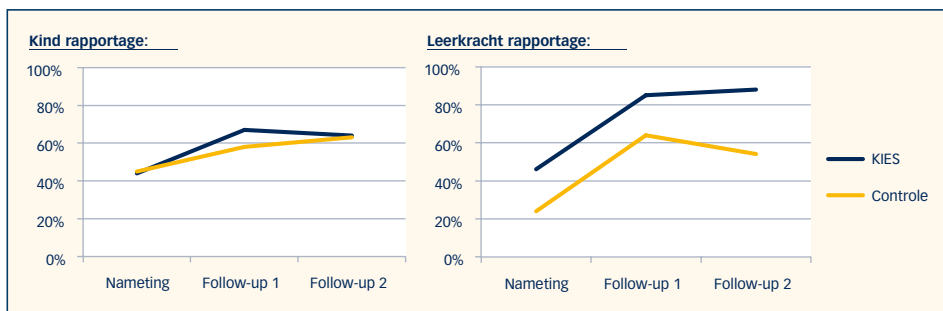 Kind rapportage:
100%
80%
60%
40%
20%
0%
Nameting Follow-up 1 Follow-up 2
Leerkracht rapportage:
100%
80%
60%
40%
20%
0%
Nameting Follow-up 1 Follow-up 2
KIES
Controle